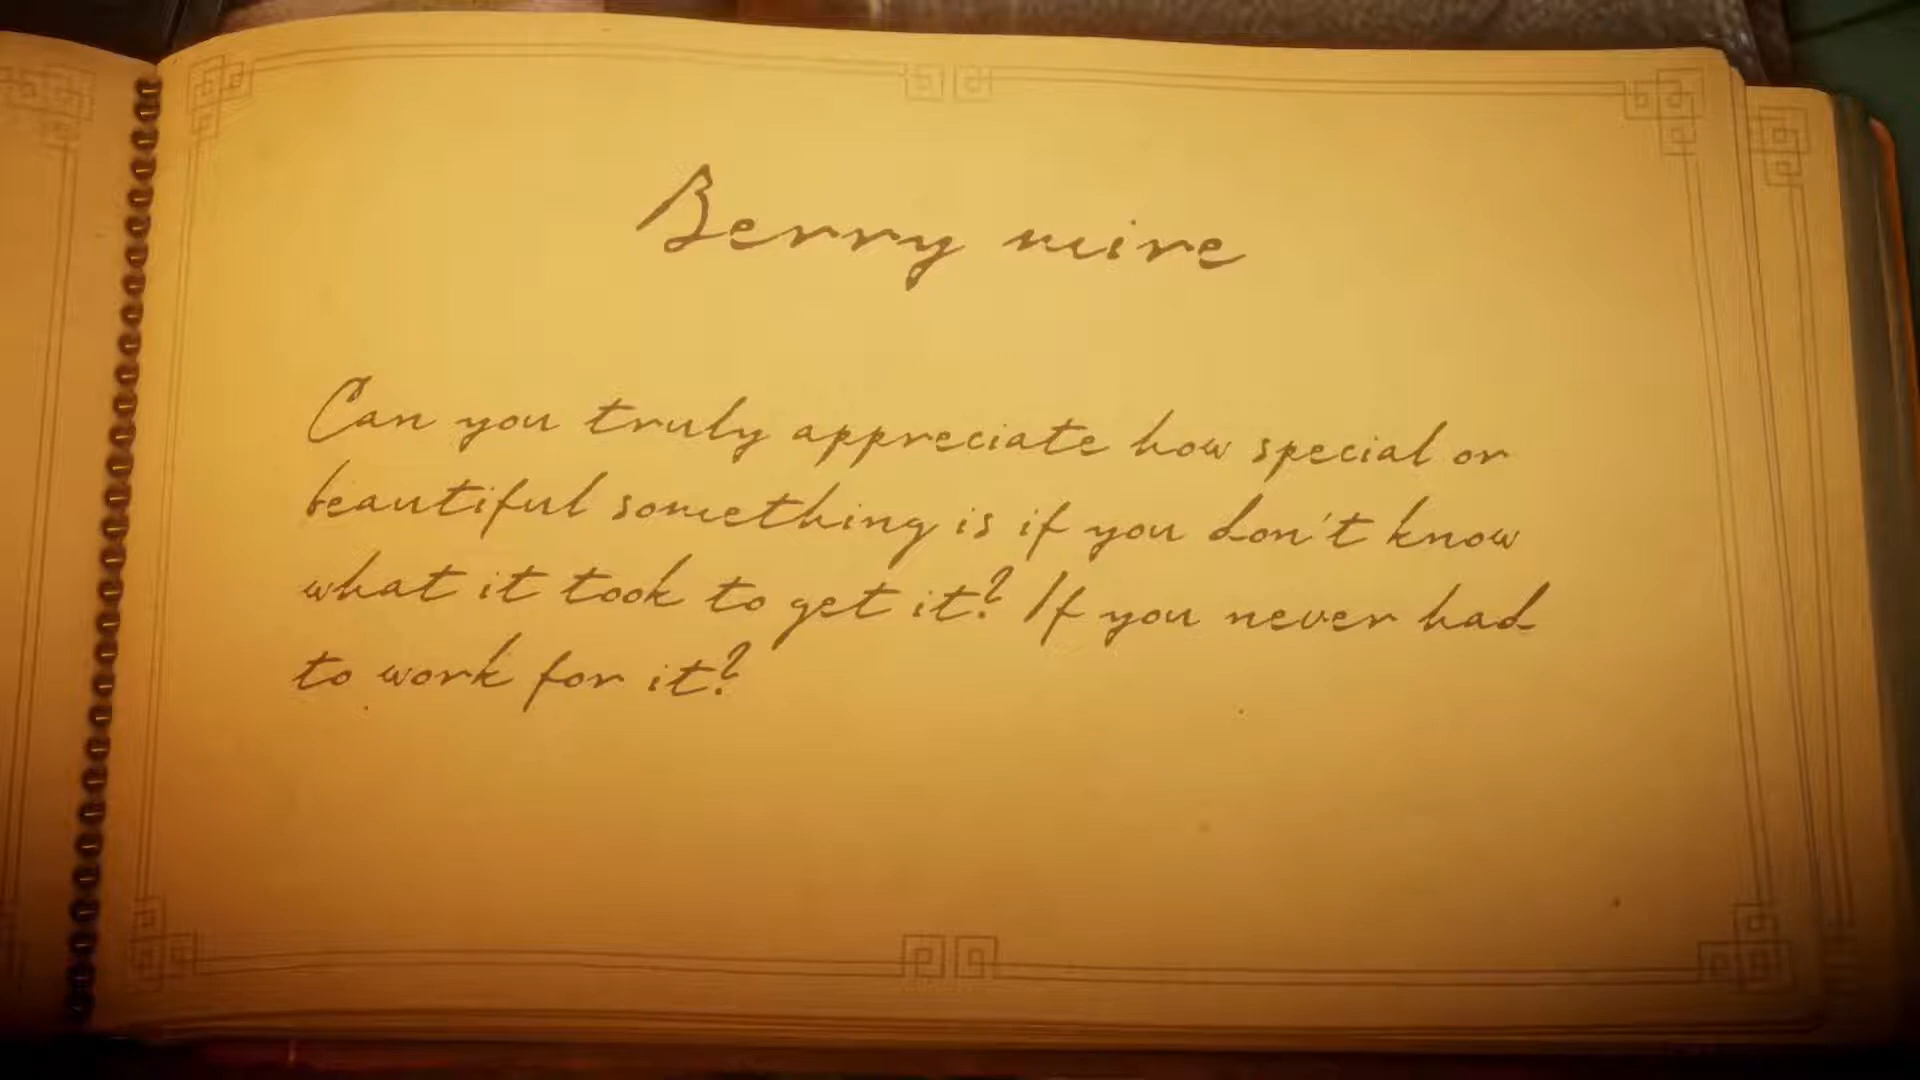 Berry mire
Can you truly appreciate how special or
beautiful something is if you don't know
what it took to get it? If you never had
to work for it?